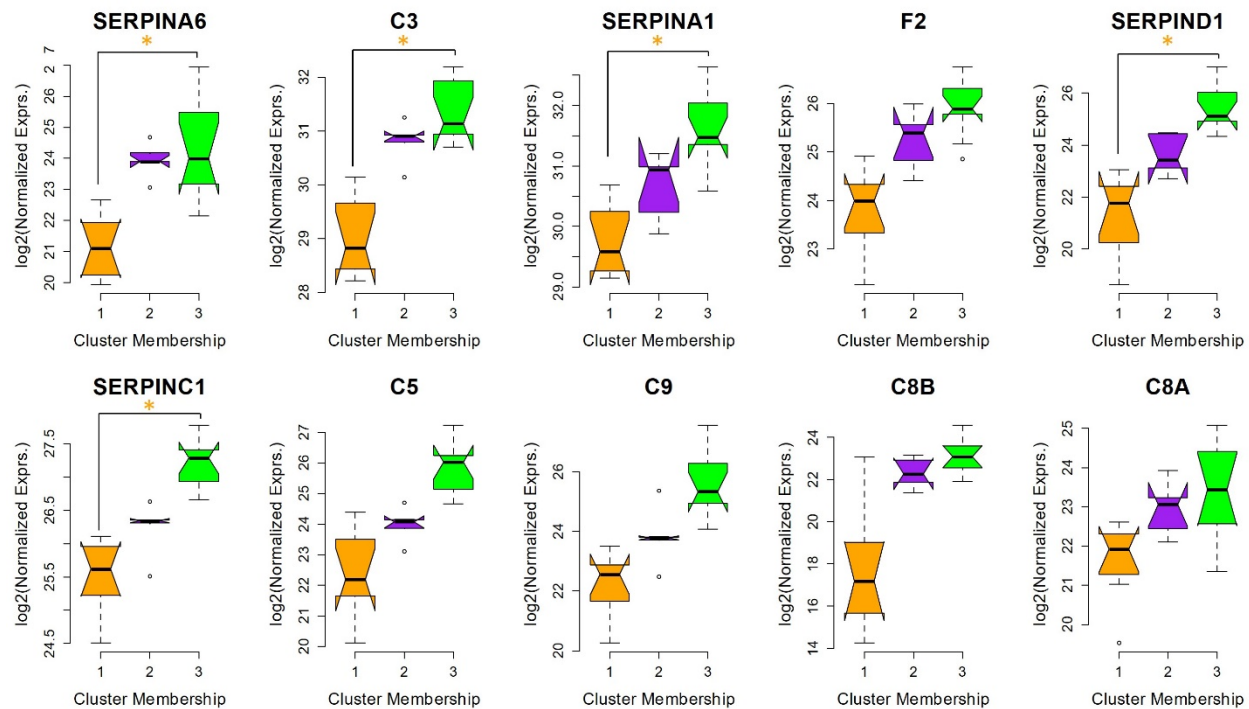 SERPINA6
*
log2(Normalized Exprs.)
7
2
26
25
24
23
22
21
20
1 2 3
Cluster Membership
C3
*
log2(Normalized Exprs.)
32
31
30
29
28
1 2 3
Cluster Membership
SERPINA1
*
log2(Normalized Exprs.)
32.0
31.0
30.0
29.0
1 2 3
Cluster Membership
F2
log2(Normalized Exprs.)
26
25
24
23
1 2 3
Cluster Membership
SERPIND1
*
log2(Normalized Exprs.)
26
24
22
20
1 2 3
Cluster Membership
SERPINC1
*
log2(Normalized Exprs.)
27.5
26.5
25.5
24.5
1 2 3
Cluster Membership
C5
log2(Normalized Exprs.)
27
26
25
24
23
22
21
20
1 2 3
Cluster Membership
C9
log2(Normalized Exprs.)
26
24
22
20
1 2 3
Cluster Membership
C8B
log2(Normalized Exprs.)
24
22
20
18
16
14
1 2 3
Cluster Membership
C8A
log2(Normalized Exprs.)
25
24
23
22
21
20
1 2 3
Cluster Membership